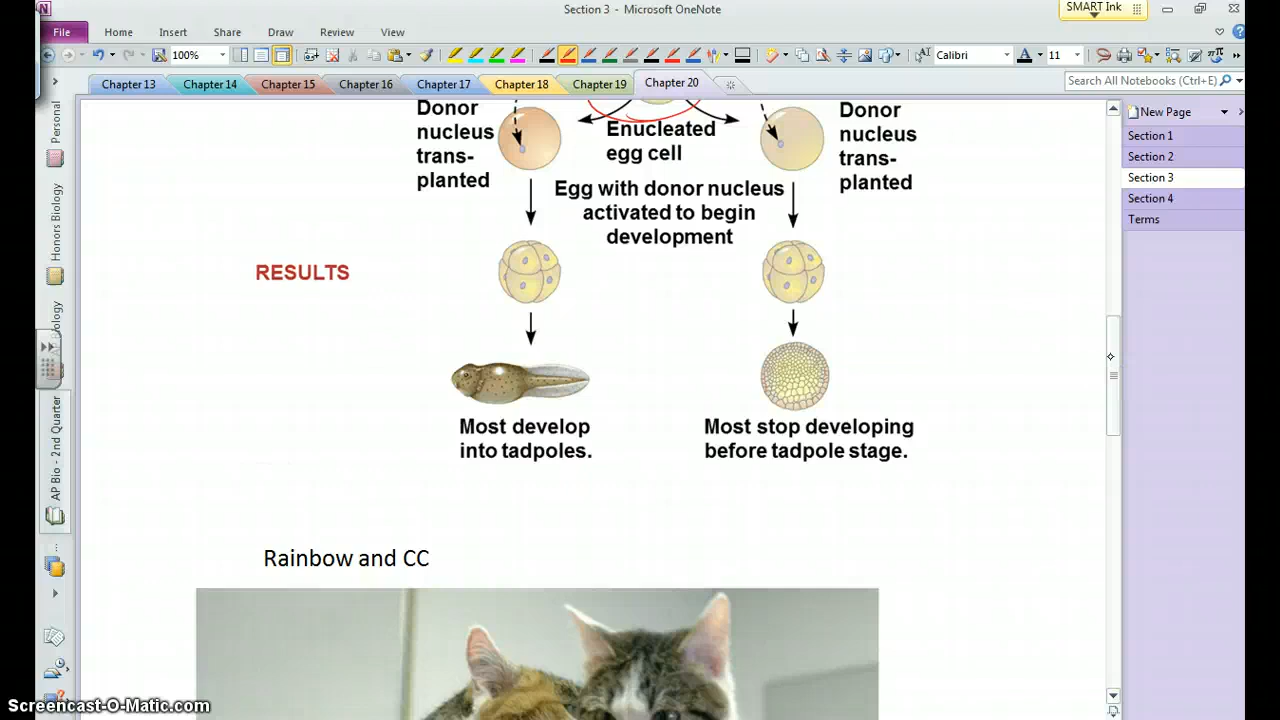 Section 3 - Microsoft OneNote
SMART Ink
File Home Insert Share Draw Review View
100%
Calibri
11
Chapter 13 Chapter 14 Chapter 15 Chapter 16 Chapter 17 Chapter 18 Chapter 19 Chapter 20
Search All Notebooks (Ctrl+E)
New Page
Section 1
Section 2
Section 3
Section 4
Terms
Personal
Honors Biology
AP Bio - 2nd Quarter
Donor
nucleus
trans-
planted
Enucleated
egg cell
Donor
nucleus
trans-
planted
Egg with donor nucleus
activated to begin
development
RESULTS
Most develop
into tadpoles.
Most stop developing
before tadpole stage.
Rainbow and CC
Screencast-O-Matic.com